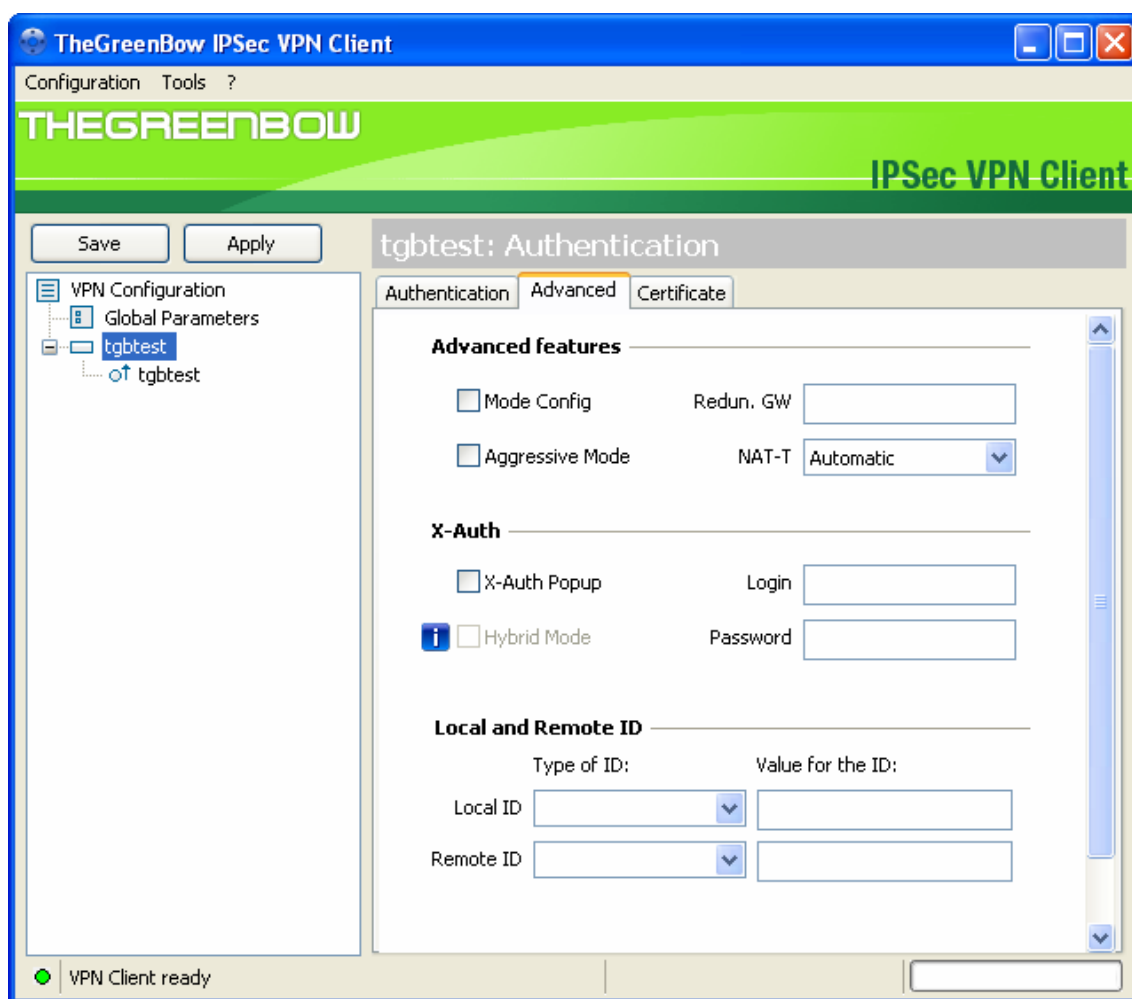 TheGreenBow IPSec VPN Client
Configuration Tools ?
THEGREENBOW
IPSec VPN Client
Save Apply
tgbtest: Authentication
VPN Configuration
Global Parameters
tgbtest
tgbtest
Authentication Advanced Certificate
Advanced features
Mode Config Redun. GW
Aggressive Mode NAT-T Automatic
X-Auth
X-Auth Popup Login
i Hybrid Mode Password
Local and Remote ID
Type of ID: Value for the ID:
Local ID
Remote ID
VPN Client ready